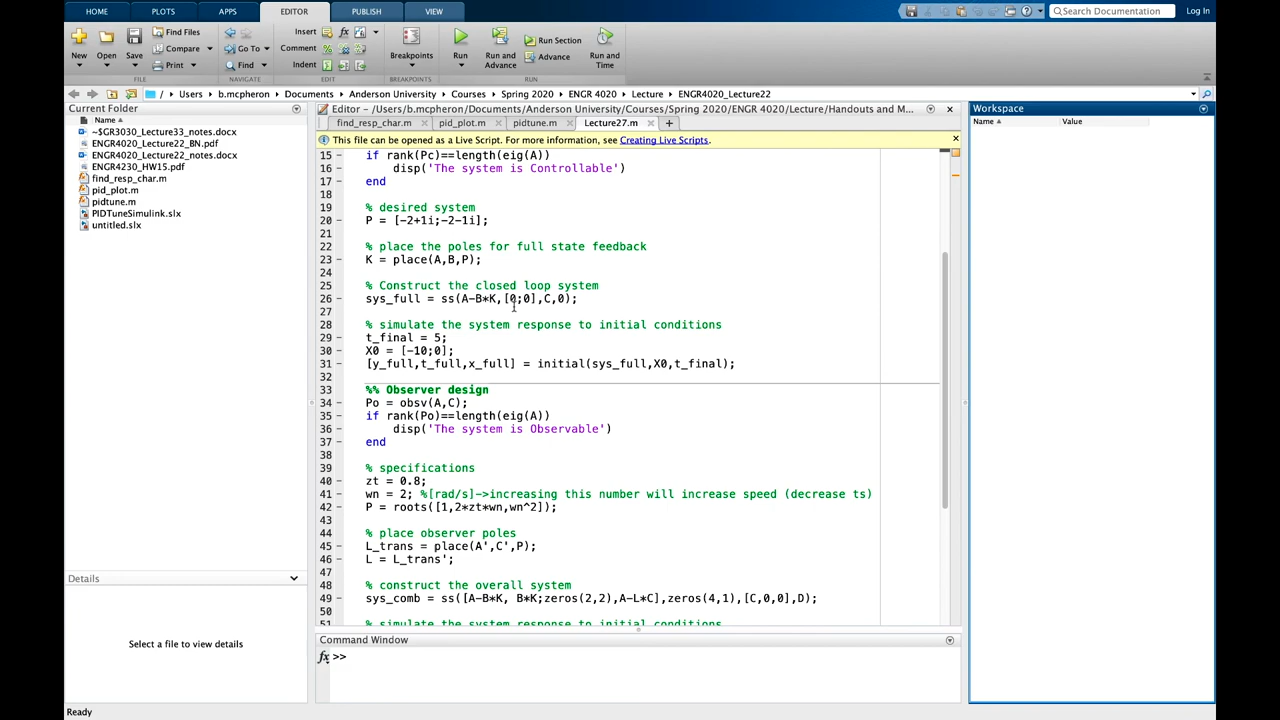 HOME PLOTS APPS EDITOR PUBLISH VIEW Search Documentation Log In
New Open Save Find Files Compare Print Go To Find Insert Comment Indent Breakpoints Run Run and Advance Run Section Advance Run and Time
FILE NAVIGATE EDIT BREAKPOINTS RUN
/ Users b.mcpheron Documents Anderson University Courses Spring 2020 ENGR 4020 Lecture ENGR4020_Lecture22
Current Folder
Name
~$GR3030_Lecture33_notes.docx
ENGR4020_Lecture22_BN.pdf
ENGR4020_Lecture22_notes.docx
ENGR4230_HW15.pdf
find_resp_char.m
pid_plot.m
pidtune.m
PIDTuneSimulink.slx
untitled.slx
Details
Select a file to view details
Editor - /Users/b.mcpheron/Documents/Anderson University/Courses/Spring 2020/ENGR 4020/Lecture/Handouts and M...
find_resp_char.m pid_plot.m pidtune.m Lecture27.m
This file can be opened as a Live Script. For more information, see Creating Live Scripts.
15 if rank(Pc)==length(eig(A))
16 disp('The system is Controllable')
17 end
18
19 % desired system
20 P = [-2+1i;-2-1i];
21
22 % place the poles for full state feedback
23 K = place(A,B,P);
24
25 % Construct the closed loop system
26 sys_full = ss(A-B*K,[0;0],C,0);
27
28 % simulate the system response to initial conditions
29 t_final = 5;
30 X0 = [-10;0];
31 [y_full,t_full,x_full] = initial(sys_full,X0,t_final);
32
33 %% Observer design
34 Po = obsv(A,C);
35 if rank(Po)==length(eig(A))
36 disp('The system is Observable')
37 end
38
39 % specifications
40 zt = 0.8;
41 wn = 2; %[rad/s]->increasing this number will increase speed (decrease ts)
42 P = roots([1,2*zt*wn,wn^2]);
43
44 % place observer poles
45 L_trans = place(A',C',P);
46 L = L_trans';
47
48 % construct the overall system
49 sys_comb = ss([A-B*K, B*K;zeros(2,2),A-L*C],zeros(4,1),[C,0,0],D);
50
51 % simulate the system response to initial conditions
Command Window
fx >>
Workspace
Name Value
Ready